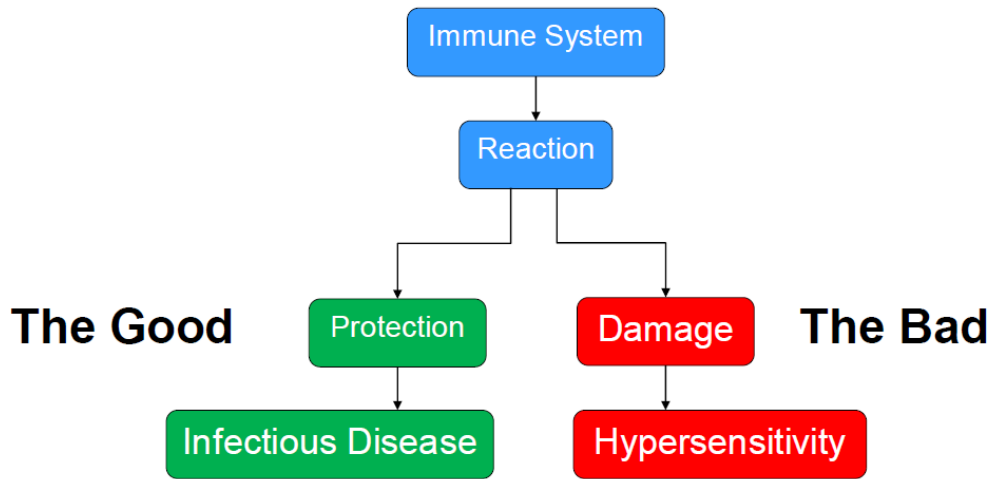 Immune System
Reaction
The Good
Protection
Damage
The Bad
Infectious Disease
Hypersensitivity